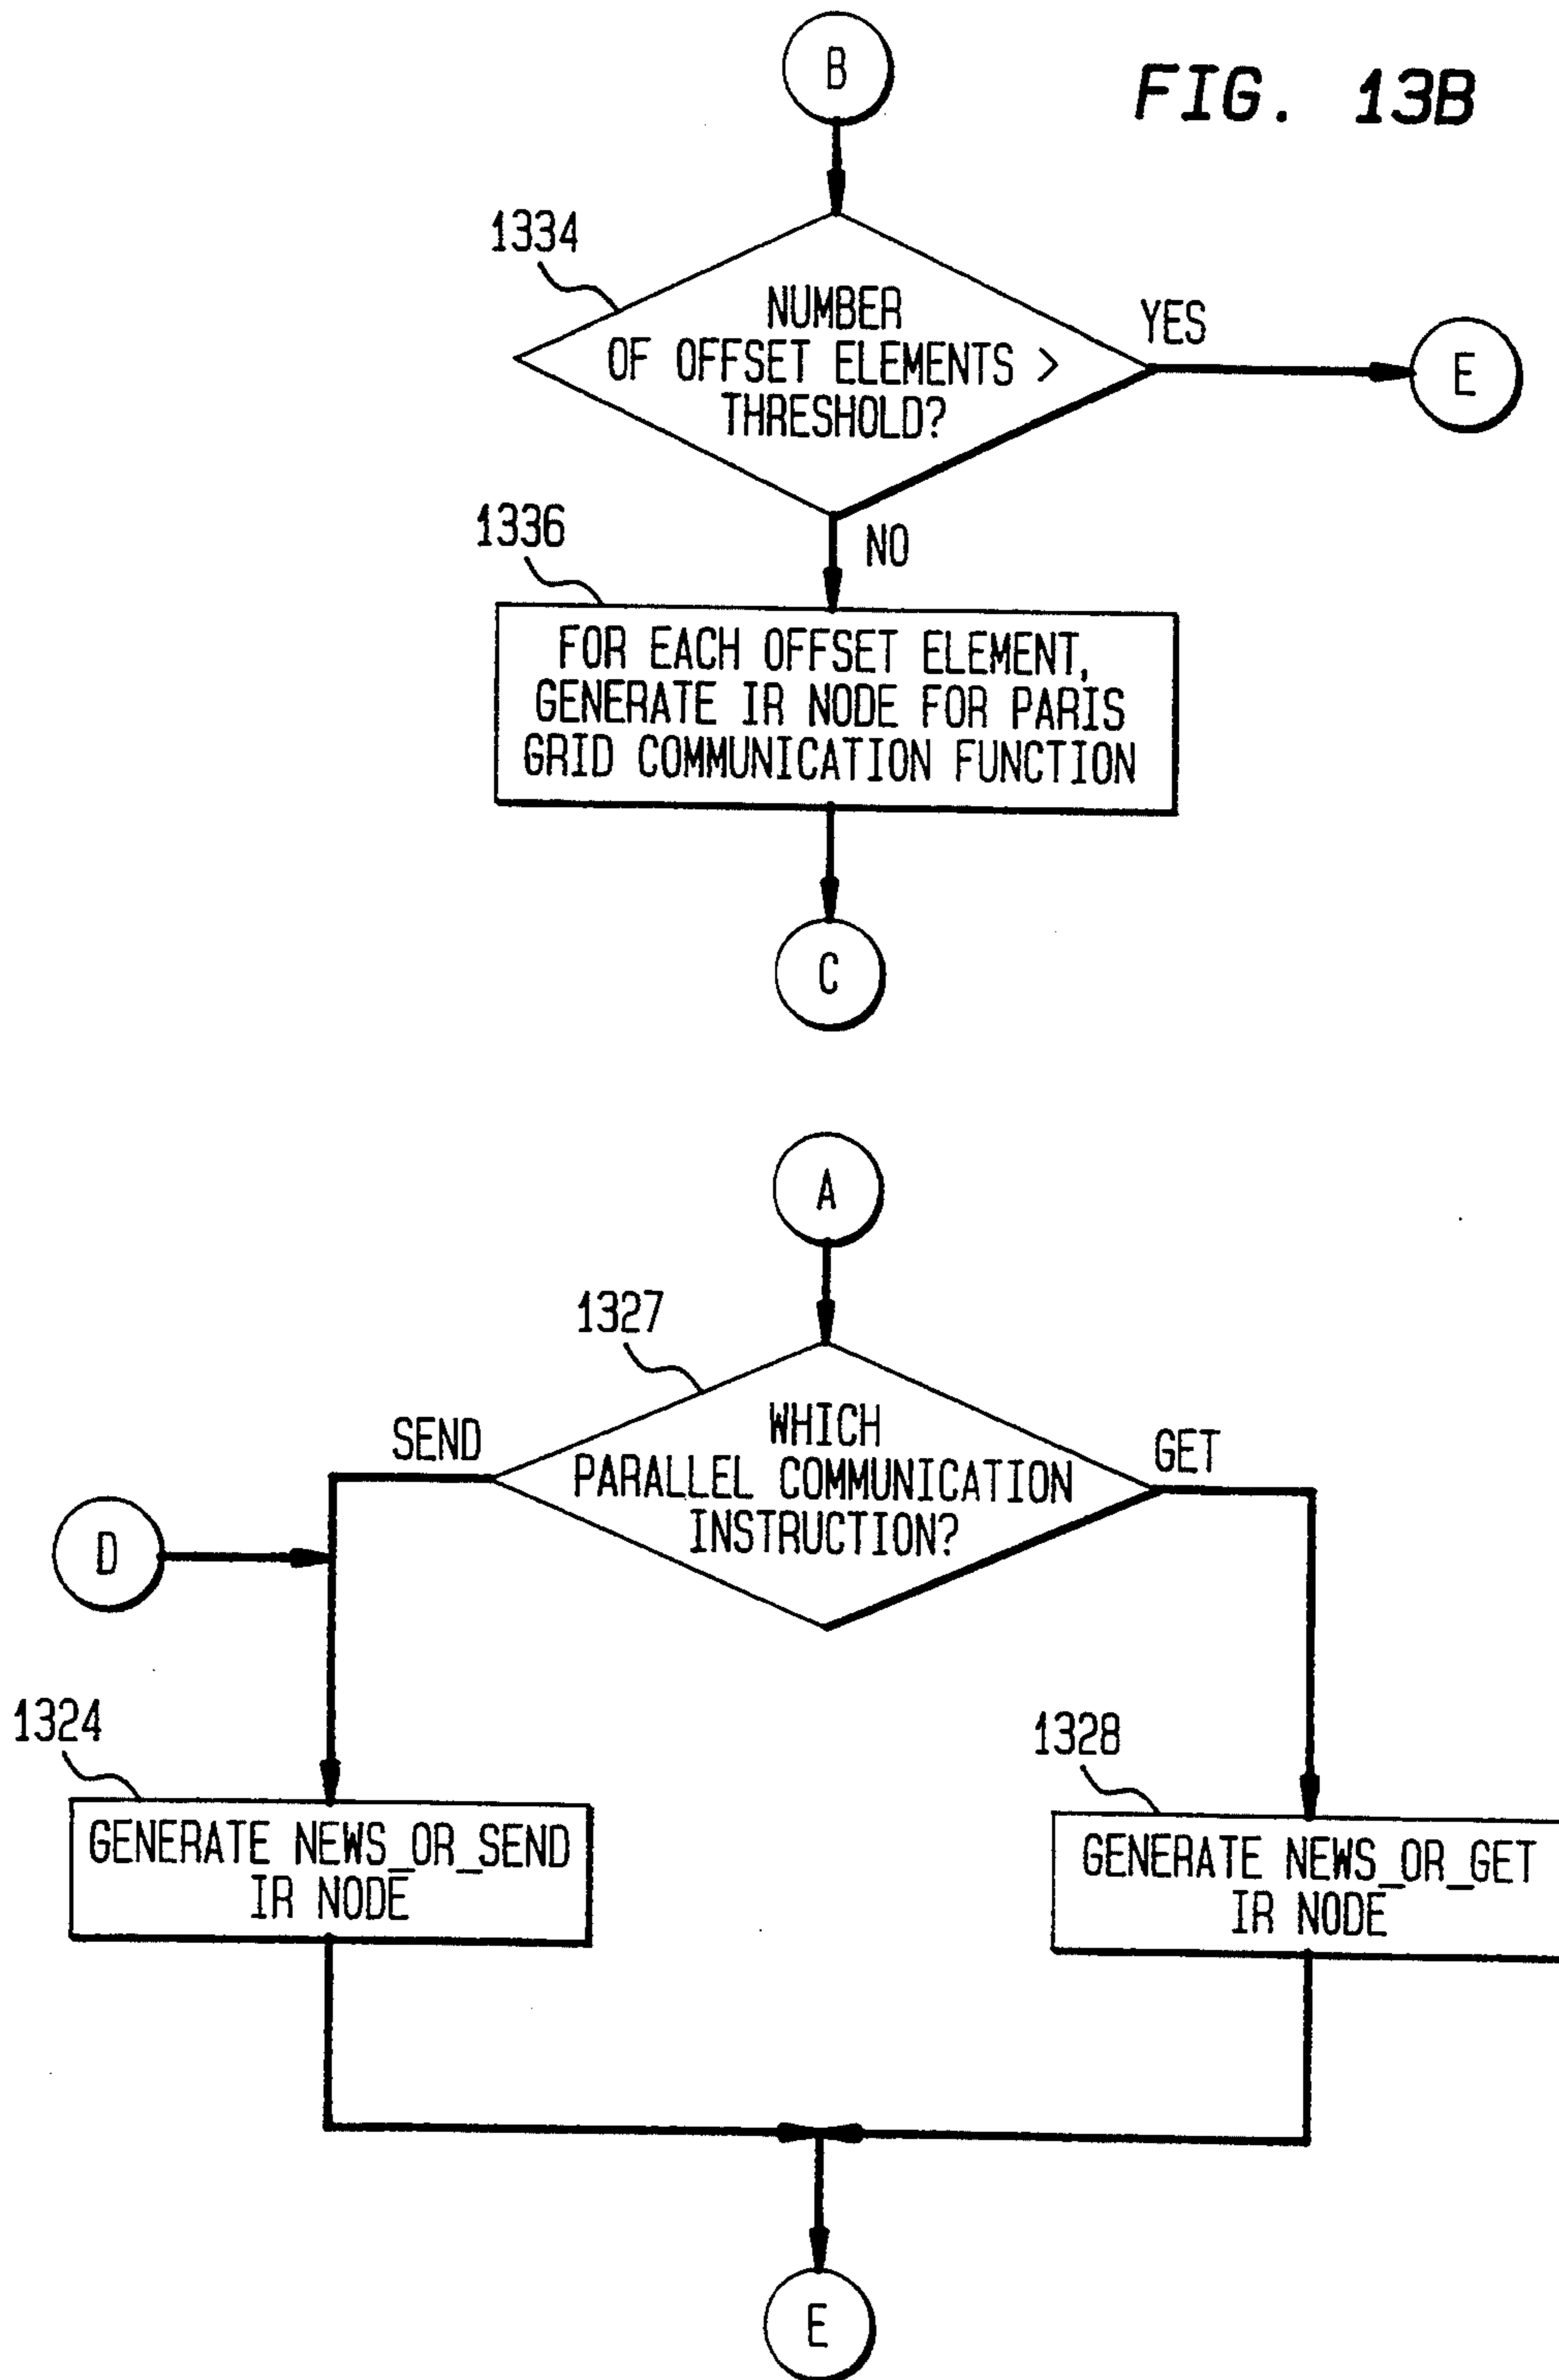 B
FIG. 13B
1334
NUMBER
OF OFFSET ELEMENTS >
THRESHOLD?
YES
E
NO
1336
FOR EACH OFFSET ELEMENT,
GENERATE IR NODE FOR PARIS
GRID COMMUNICATION FUNCTION
C
A
1327
WHICH
PARALLEL COMMUNICATION
INSTRUCTION?
SEND
GET
D
1324
GENERATE NEWS_OR_SEND
IR NODE
1328
GENERATE NEWS_OR_GET
IR NODE
E